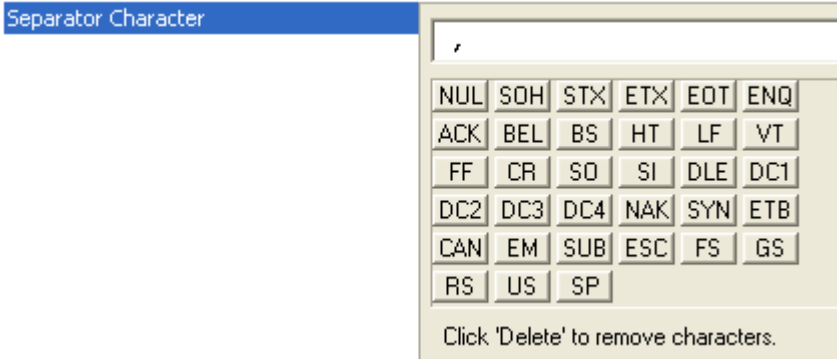 Separator Character
,
NUL SOH STX ETX EOT ENQ
ACK BEL BS HT LF VT
FF CR SO SI DLE DC1
DC2 DC3 DC4 NAK SYN ETB
CAN EM SUB ESC FS GS
RS US SP
Click 'Delete' to remove characters.